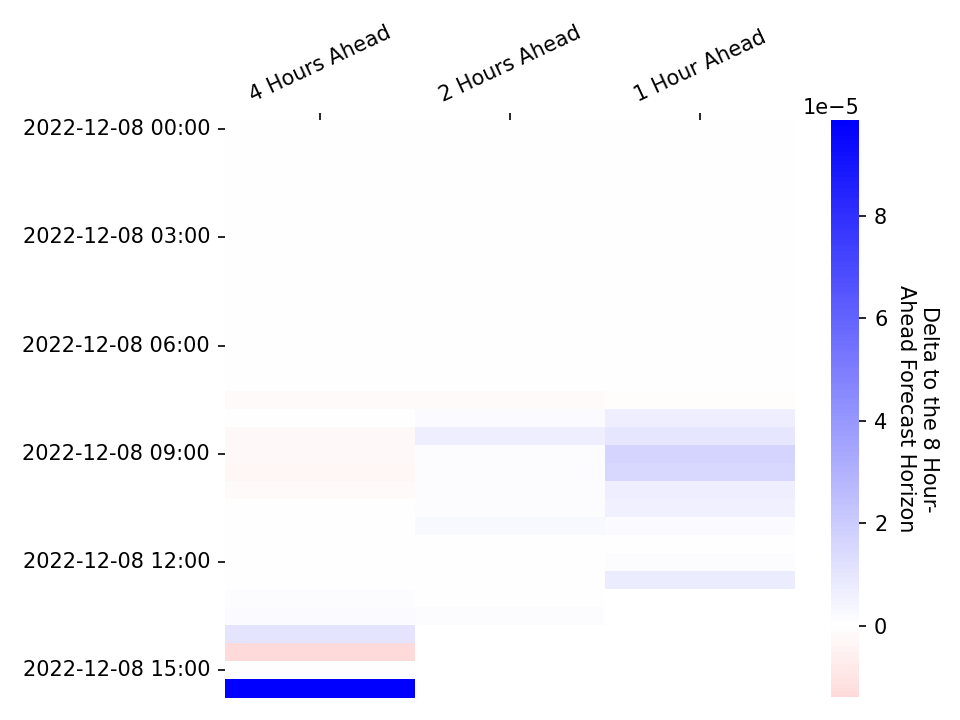 4 Hours Ahead
2 Hours Ahead
1 Hour Ahead
1e−5
2022-12-08 00:00
2022-12-08 03:00
2022-12-08 06:00
2022-12-08 09:00
2022-12-08 12:00
2022-12-08 15:00
8
6
4
2
0
Delta to the 8 Hour-
Ahead Forecast Horizon